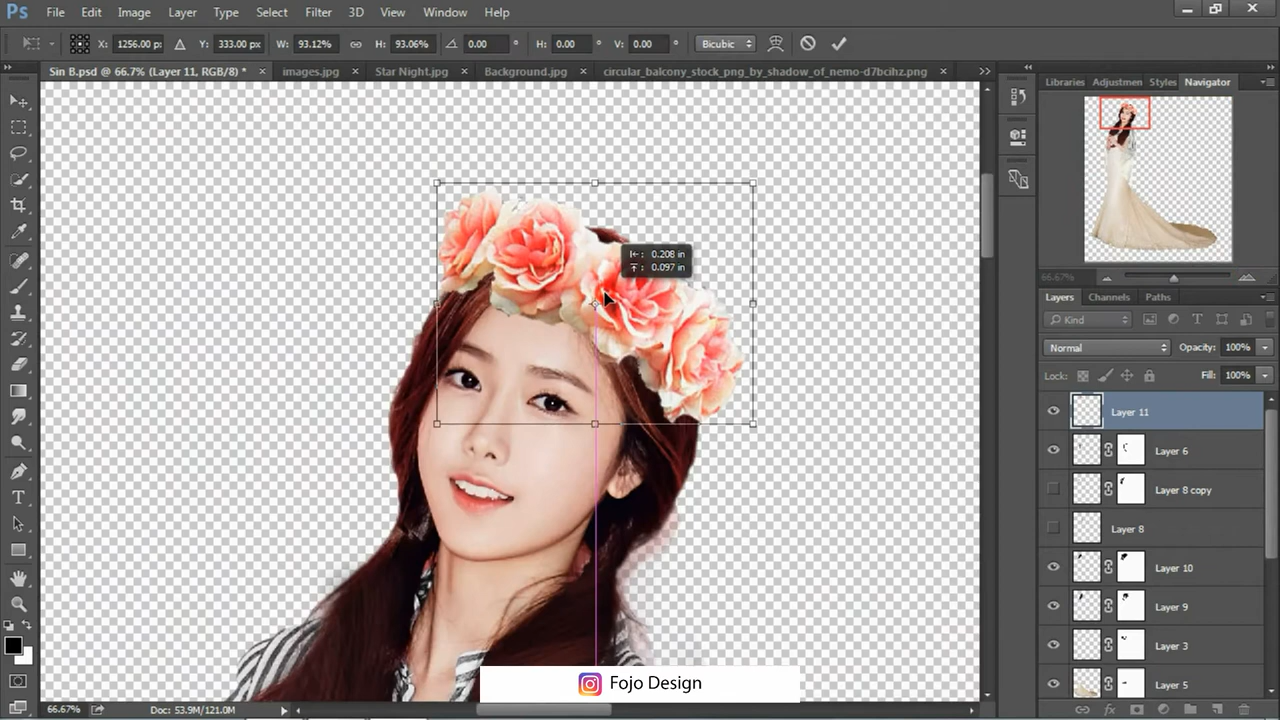 Ps File Edit Image Layer Type Select Filter 3D View Window Help
X: 1256.00 px Y: 333.00 px W: 93.12% H: 93.06% 0.00 ° H: 0.00 ° V: 0.00 ° Bicubic
Sin B.psd @ 66.7% (Layer 11, RGB/8) * × images.jpg × Star Night.jpg × Background.jpg × circular_balcony_stock_png_by_shadow_of_nemo-d7bcihz.png ×
Libraries Adjustmen Styles Navigator
0.208 in
0.097 in
66.67%
Layers Channels Paths
Kind
Normal Opacity: 100%
Lock: Fill: 100%
Layer 11
Layer 6
Layer 8 copy
Layer 8
Layer 10
Layer 9
Layer 3
Layer 5
Fojo Design
66.67% Doc: 53.9M/121.0M